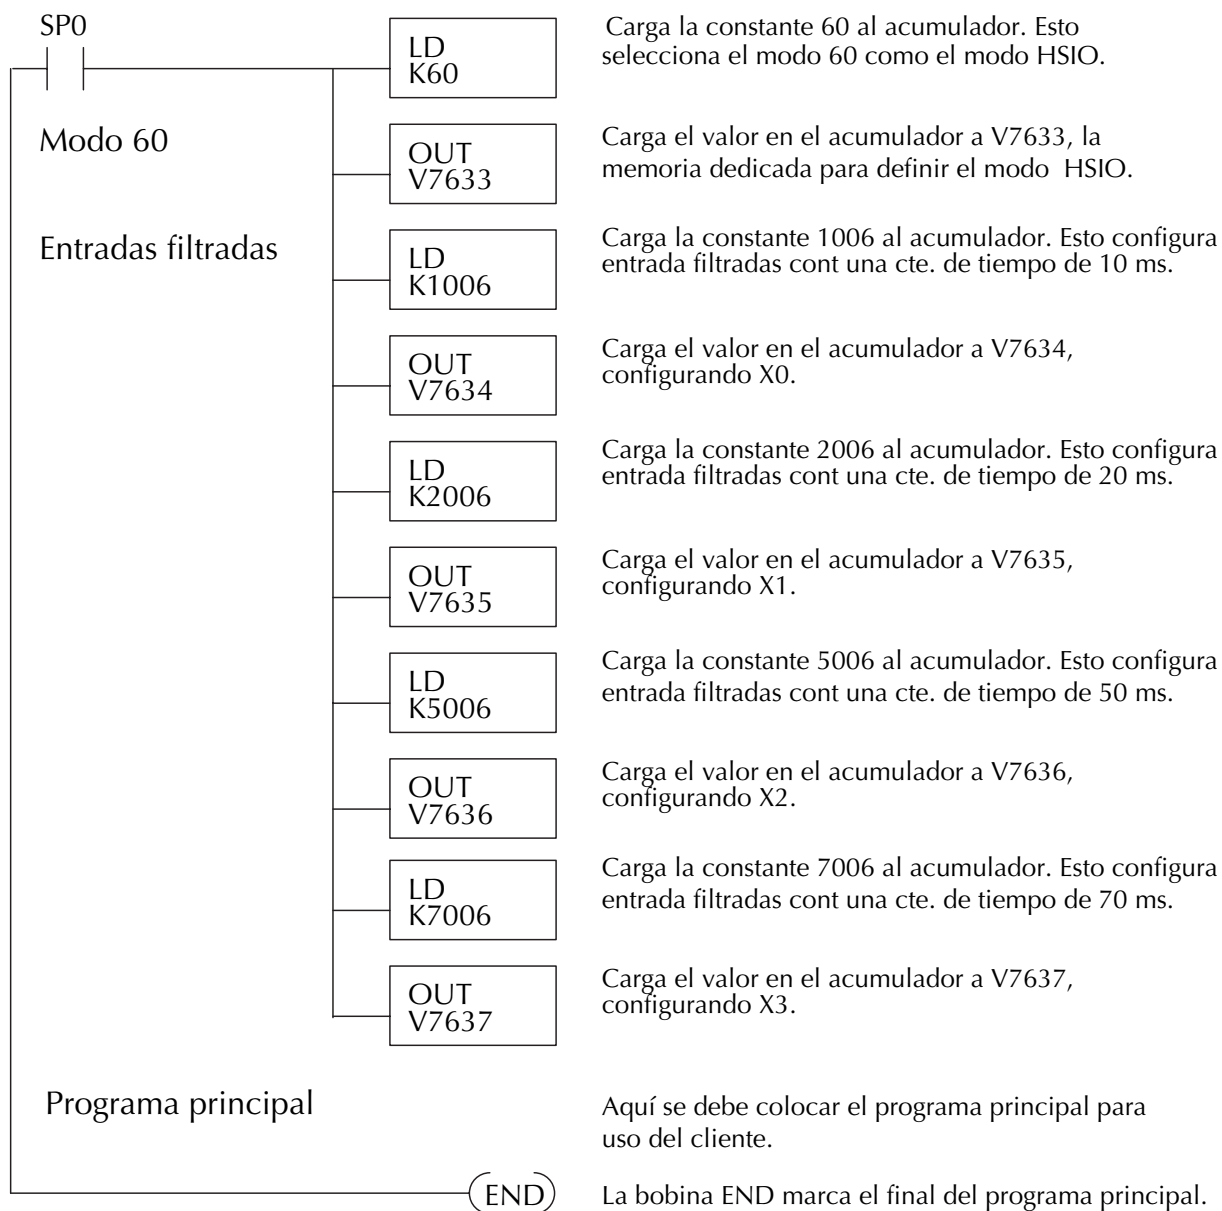 SP0
LD
K60
Carga la constante 60 al acumulador. Esto
selecciona el modo 60 como el modo HSIO.
Modo 60
OUT
V7633
Carga el valor en el acumulador a V7633, la
memoria dedicada para definir el modo HSIO.
Entradas filtradas
LD
K1006
Carga la constante 1006 al acumulador. Esto configura
entrada filtradas cont una cte. de tiempo de 10 ms.
OUT
V7634
Carga el valor en el acumulador a V7634,
configurando X0.
LD
K2006
Carga la constante 2006 al acumulador. Esto configura
entrada filtradas cont una cte. de tiempo de 20 ms.
OUT
V7635
Carga el valor en el acumulador a V7635,
configurando X1.
LD
K5006
Carga la constante 5006 al acumulador. Esto configura
entrada filtradas cont una cte. de tiempo de 50 ms.
OUT
V7636
Carga el valor en el acumulador a V7636,
configurando X2.
LD
K7006
Carga la constante 7006 al acumulador. Esto configura
entrada filtradas cont una cte. de tiempo de 70 ms.
OUT
V7637
Carga el valor en el acumulador a V7637,
configurando X3.
Programa principal
Aquí se debe colocar el programa principal para
uso del cliente.
END
La bobina END marca el final del programa principal.